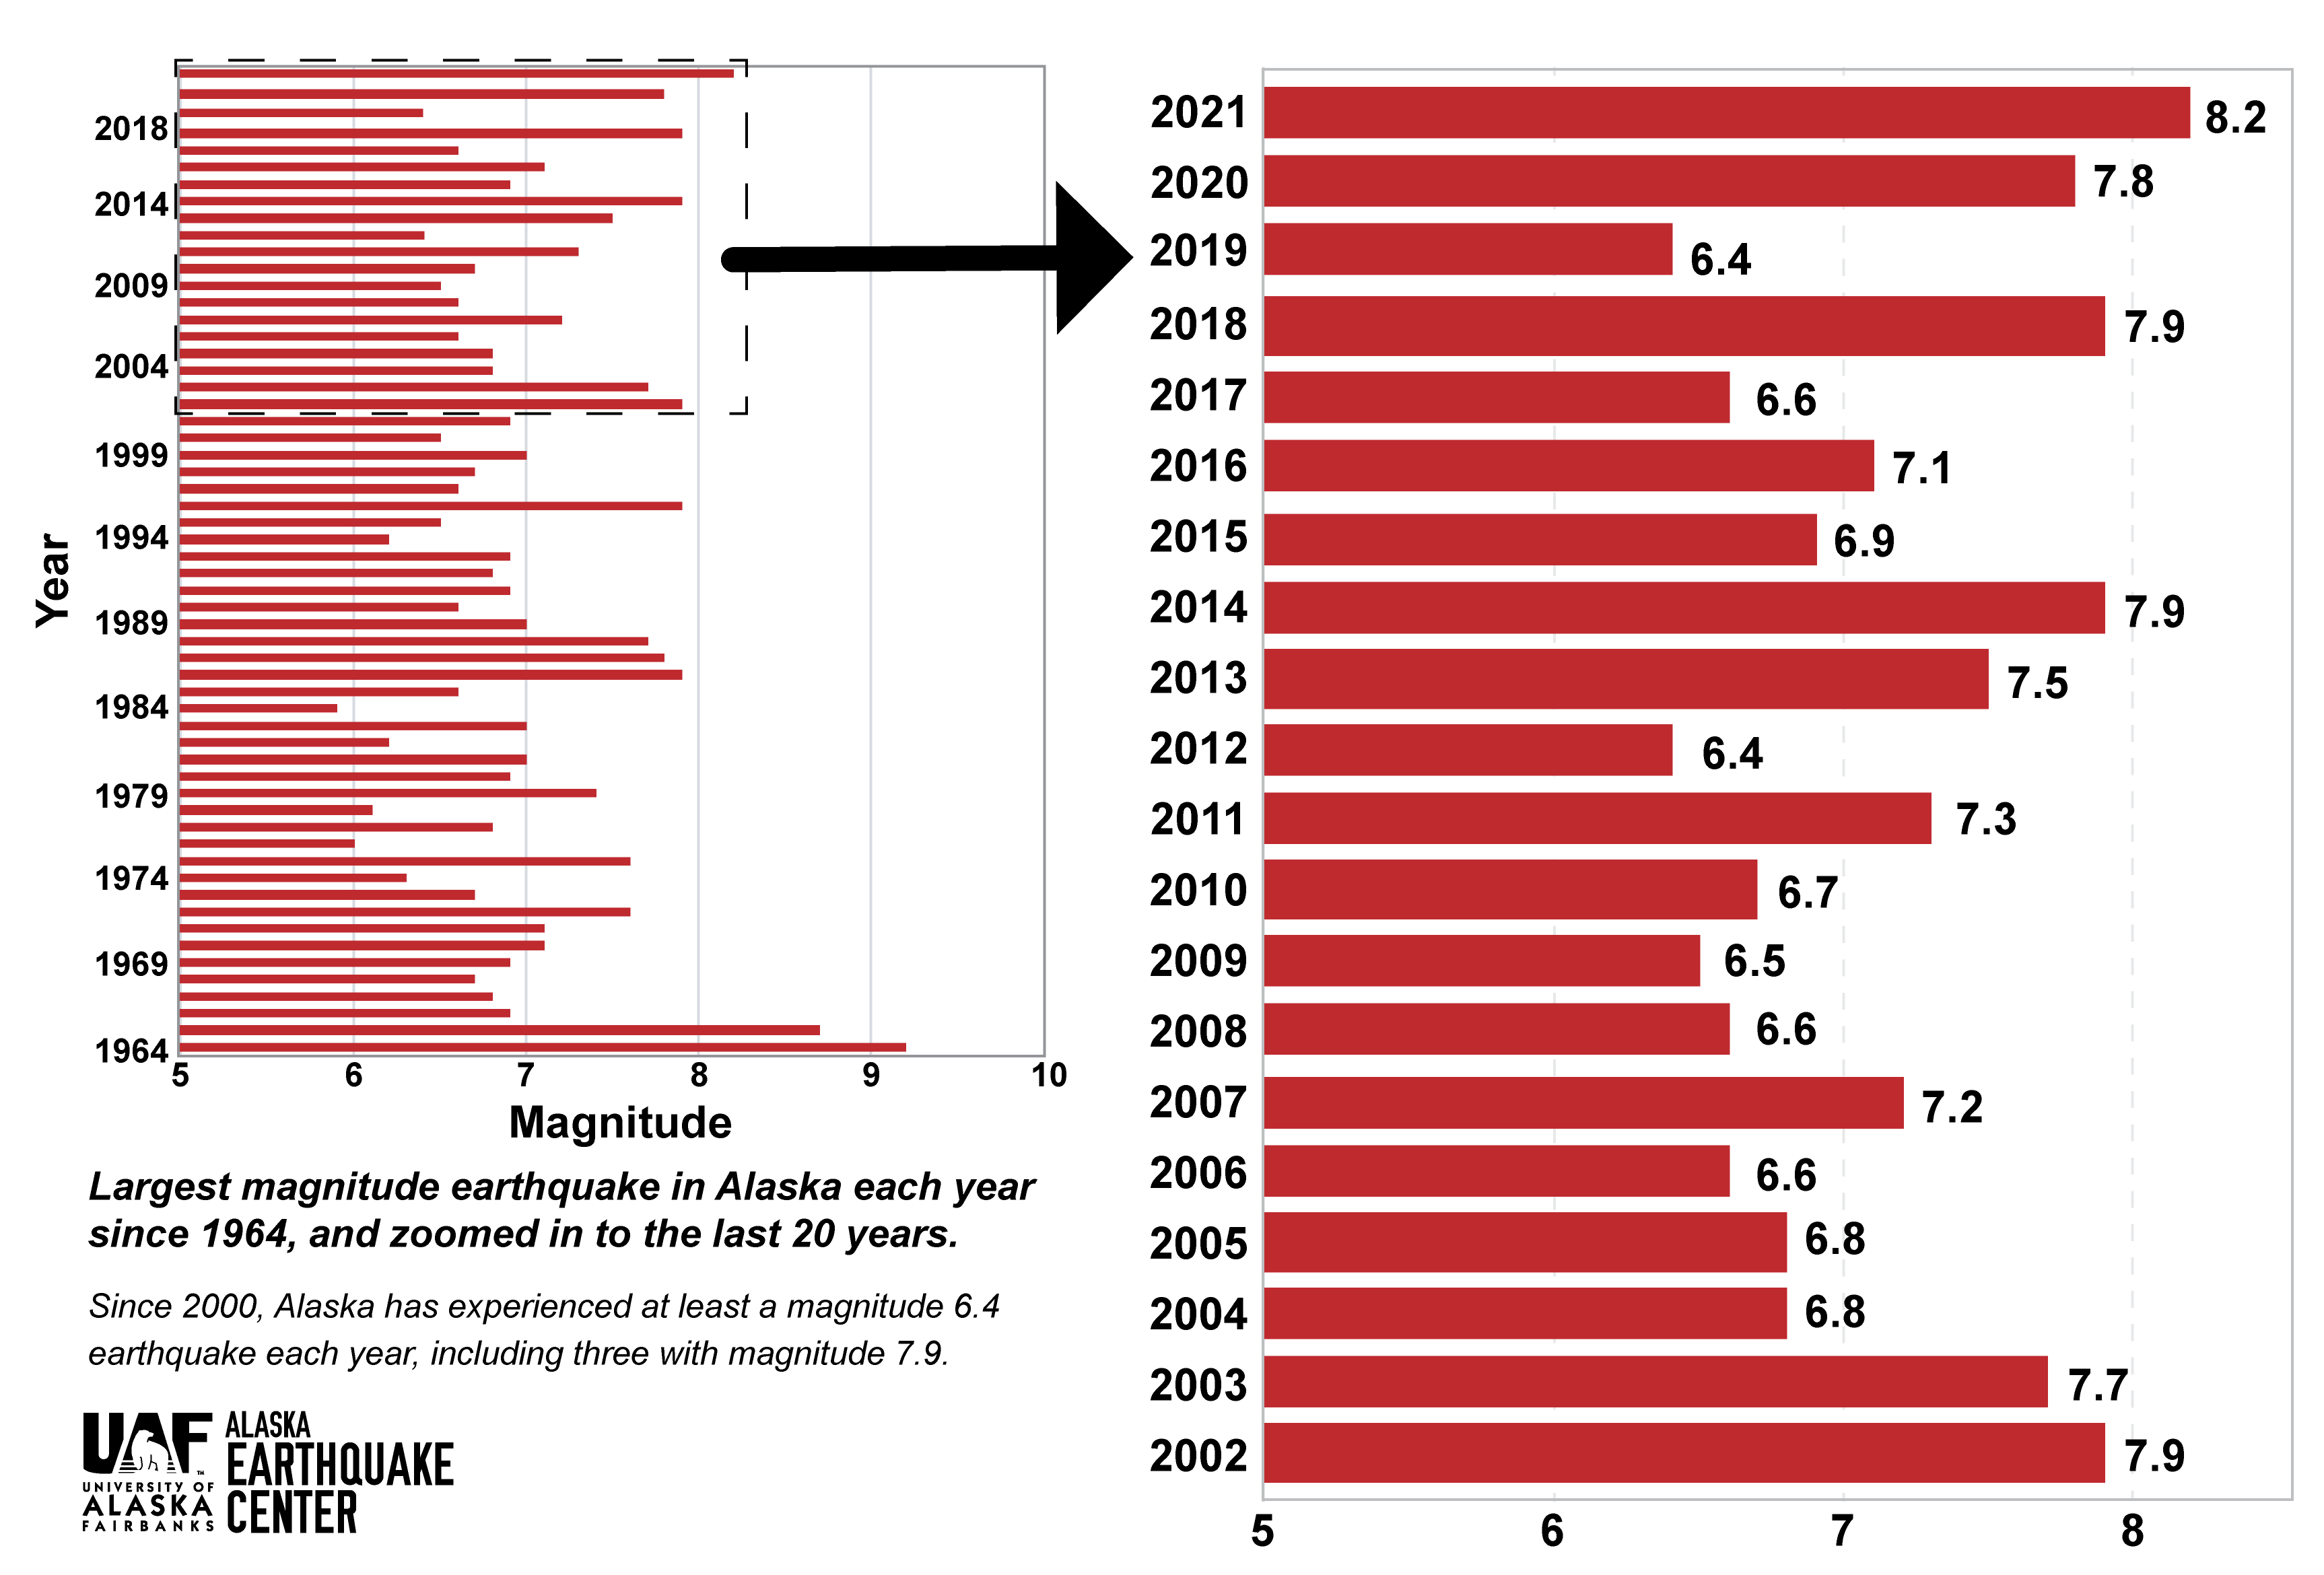 2018
2014
2009
2004
1999
1994
1989
1984
1979
1974
1969
1964
Year
5 6 7 8 9 10
Magnitude
Largest magnitude earthquake in Alaska each year
since 1964, and zoomed in to the last 20 years.
Since 2000, Alaska has experienced at least a magnitude 6.4
earthquake each year, including three with magnitude 7.9.
UAF
TM
UNIVERSITY OF
ALASKA
FAIRBANKS
ALASKA
EARTHQUAKE
CENTER
2021 8.2
2020 7.8
2019 6.4
2018 7.9
2017 6.6
2016 7.1
2015 6.9
2014 7.9
2013 7.5
2012 6.4
2011 7.3
2010 6.7
2009 6.5
2008 6.6
2007 7.2
2006 6.6
2005 6.8
2004 6.8
2003 7.7
2002 7.9
5 6 7 8